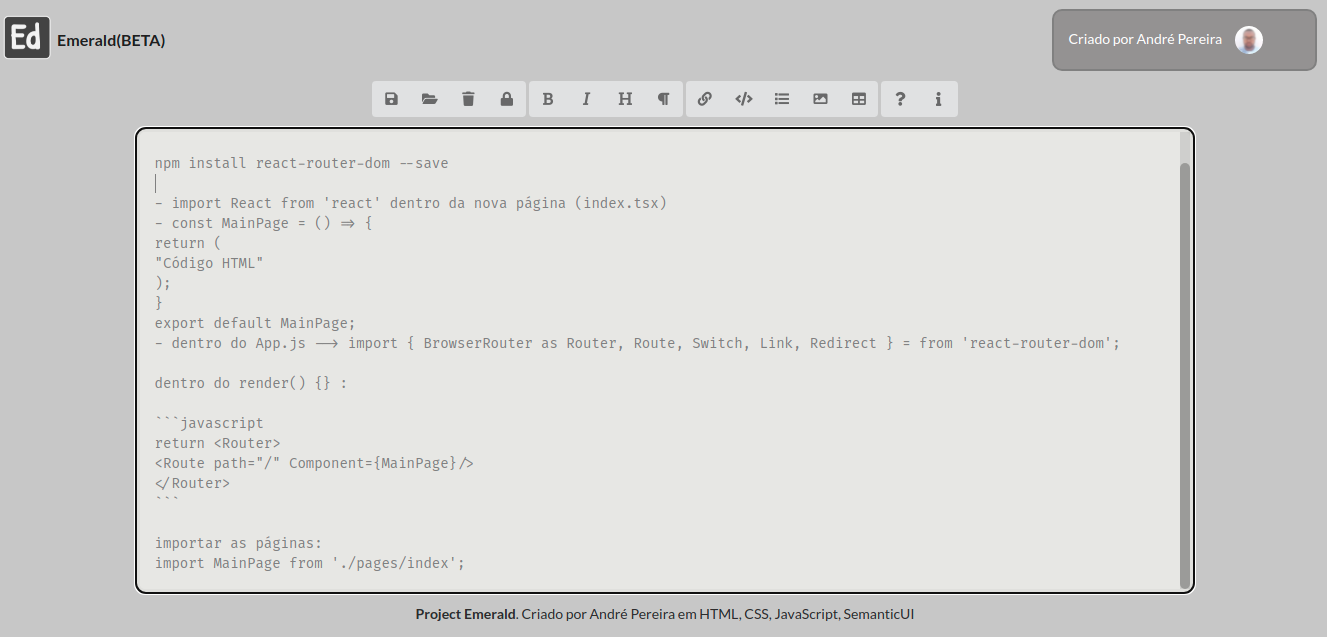 Ed
Emerald(BETA)
Criado por André Pereira
B I H ¶ </> ? i
npm install react-router-dom --save
- import React from 'react' dentro da nova página (index.tsx)
- const MainPage = () => {
return (
"Código HTML"
);
}
export default MainPage;
- dentro do App.js --> import { BrowserRouter as Router, Route, Switch, Link, Redirect } = from 'react-router-dom';
dentro do render() {} :
```javascript
return <Router>
<Route path="/" Component={MainPage}/>
</Router>
```
importar as páginas:
import MainPage from './pages/index';
Project Emerald. Criado por André Pereira em HTML, CSS, JavaScript, SemanticUI